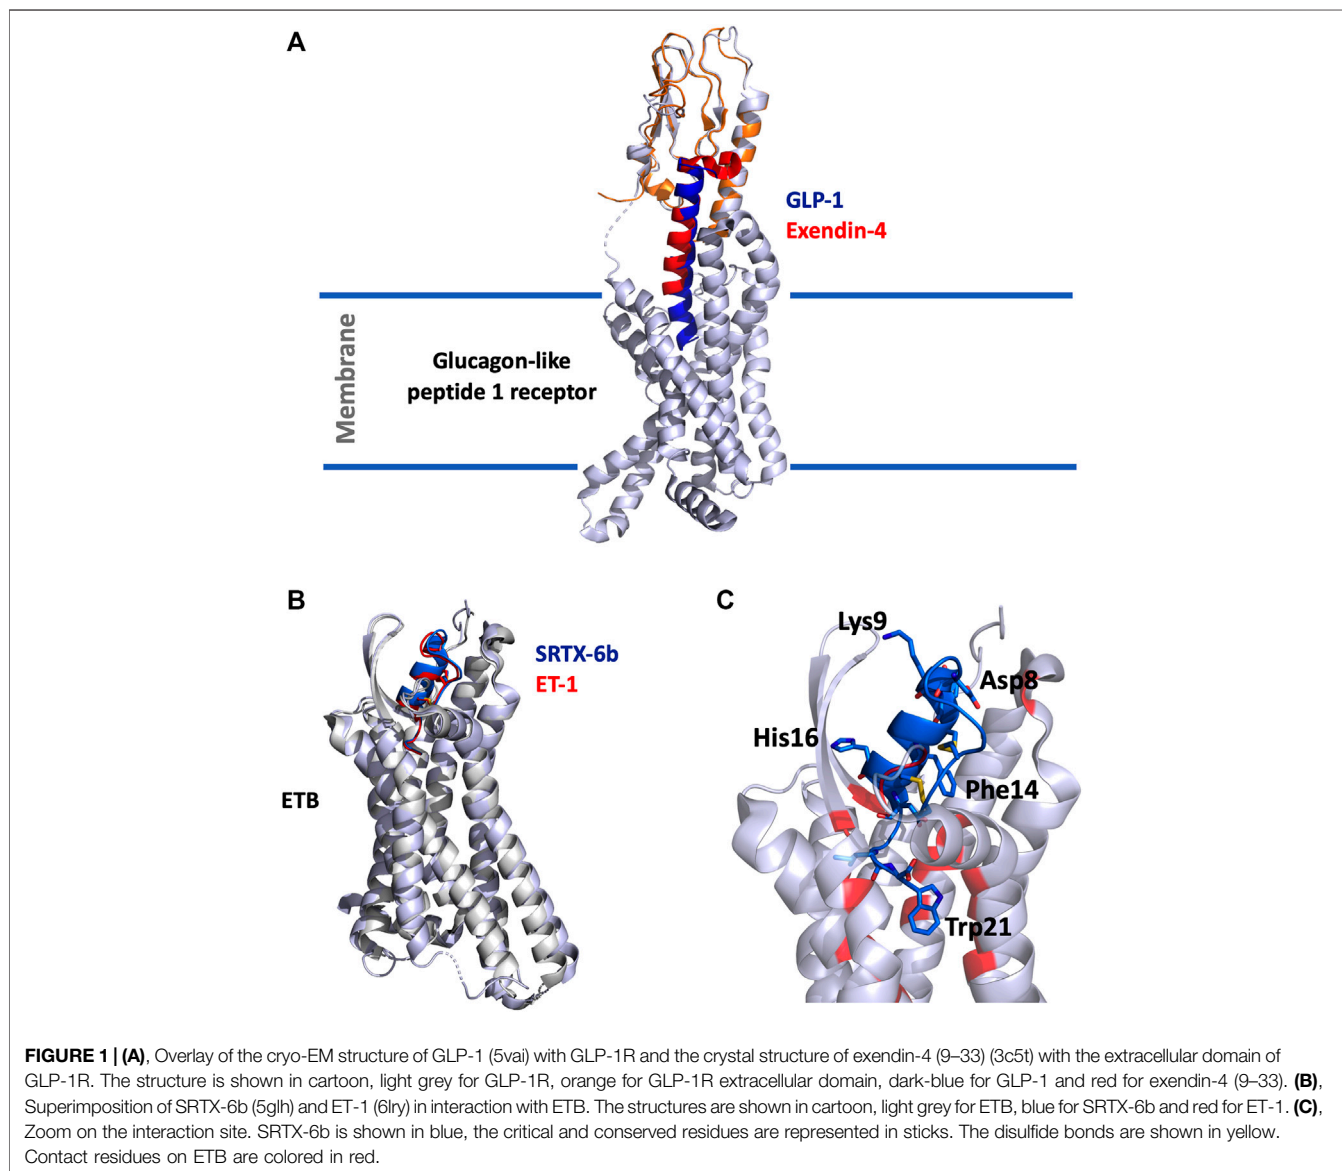 A
GLP-1
Exendin-4
Membrane
Glucagon-like
peptide 1 receptor
B
SRTX-6b
ET-1
ETB
C
Lys9
Asp8
His16
Phe14
Trp21
FIGURE 1 | (A), Overlay of the cryo-EM structure of GLP-1 (5vai) with GLP-1R and the crystal structure of exendin-4 (9–33) (3c5t) with the extracellular domain of
GLP-1R. The structure is shown in cartoon, light grey for GLP-1R, orange for GLP-1R extracellular domain, dark-blue for GLP-1 and red for exendin-4 (9–33). (B),
Superimposition of SRTX-6b (5glh) and ET-1 (6lry) in interaction with ETB. The structures are shown in cartoon, light grey for ETB, blue for SRTX-6b and red for ET-1. (C),
Zoom on the interaction site. SRTX-6b is shown in blue, the critical and conserved residues are represented in sticks. The disulfide bonds are shown in yellow.
Contact residues on ETB are colored in red.